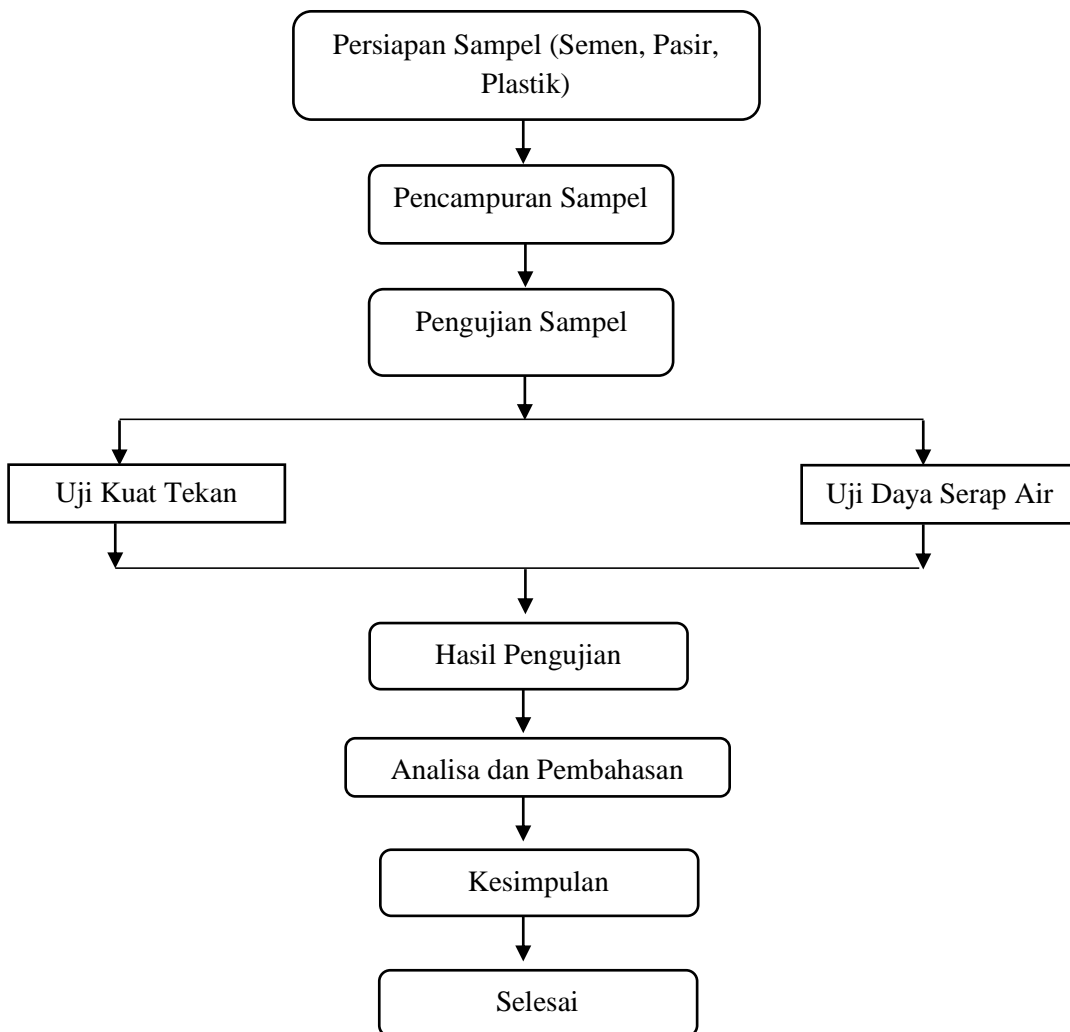 Persiapan Sampel (Semen, Pasir,
Plastik)
Pencampuran Sampel
Pengujian Sampel
Uji Kuat Tekan
Uji Daya Serap Air
Hasil Pengujian
Analisa dan Pembahasan
Kesimpulan
Selesai